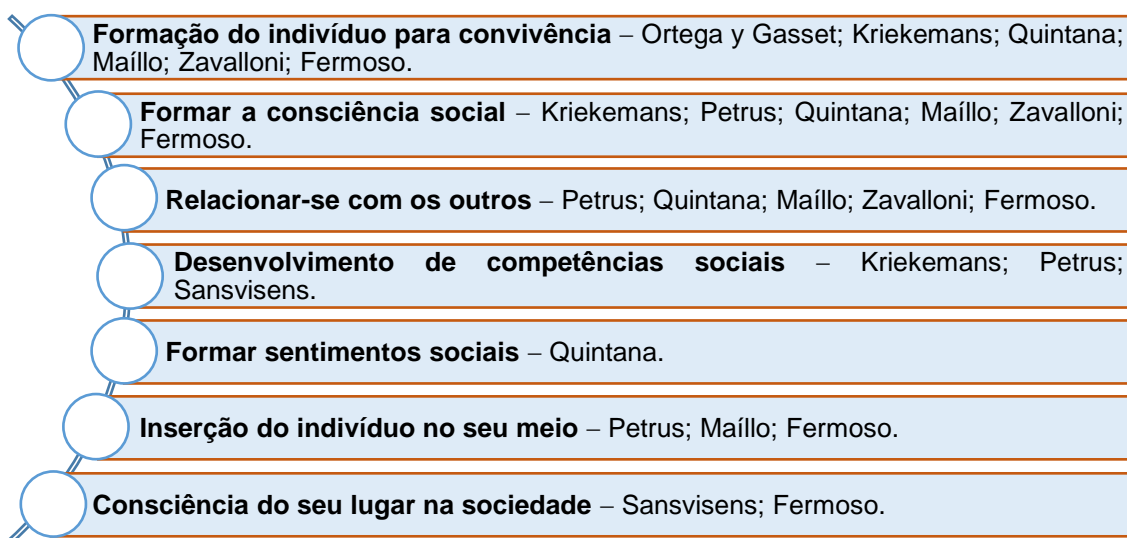 Formação do indivíduo para convivência – Ortega y Gasset; Kriekemans; Quintana;
Maíllo; Zavalloni; Fermoso.
Formar a consciência social – Kriekemans; Petrus; Quintana; Maíllo; Zavalloni;
Fermoso.
Relacionar-se com os outros – Petrus; Quintana; Maíllo; Zavalloni; Fermoso.
Desenvolvimento de competências sociais – Kriekemans; Petrus;
Sansvisens.
Formar sentimentos sociais – Quintana.
Inserção do indivíduo no seu meio – Petrus; Maíllo; Fermoso.
Consciência do seu lugar na sociedade – Sansvisens; Fermoso.